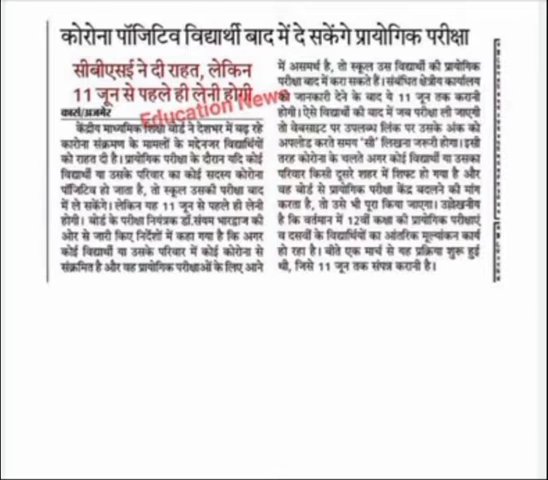 कोरोना पॉजिटिव विद्यार्थी बाद में दे सकेंगे प्रायोगिक परीक्षा
सीबीएसई ने दी राहत, लेकिन
11 जून से पहले ही लेनी होगी
Education News
कासं/अजमेर
केंद्रीय माध्यमिक शिक्षा बोर्ड ने देशभर में बढ़ रहे
कारोना संक्रमण के मामलों के मद्देनजर विद्यार्थियों
को राहत दी है। प्रायोगिक परीक्षा के दौरान यदि कोई
विद्यार्थी या उसके परिवार का कोई सदस्य कोरोना
पॉजिटिव हो जाता है, तो स्कूल उसकी परीक्षा बाद
में ले सकेंगे। लेकिन यह 11 जून से पहले ही लेनी
होगी। बोर्ड के परीक्षा नियंत्रक डॉ.संयम भारद्वाज की
ओर से जारी किए निर्देशों में कहा गया है कि अगर
कोई विद्यार्थी या उसके परिवार में कोई कोरोना से
संक्रमित है और वह प्रायोगिक परीक्षाओं के लिए आने
में असमर्थ है, तो स्कूल उस विद्यार्थी की प्रायोगिक
परीक्षा बाद में करा सकते हैं। संबंधित क्षेत्रीय कार्यालय
को जानकारी देने के बाद ये 11 जून तक करानी
होगी। ऐसे विद्यार्थी की बाद में जब परीक्षा ली जाएगी
तो वेबसाइट पर उपलब्ध लिंक पर उसके अंक को
अपलोड करते समय 'सी' लिखना जरूरी होगा। इसी
तरह कोरोना के चलते अगर कोई विद्यार्थी या उसका
परिवार किसी दूसरे शहर में शिफ्ट हो गया है और
वह बोर्ड से प्रायोगिक परीक्षा केंद्र बदलने की मांग
करता है, तो उसे भी पूरा किया जाएगा। उल्लेखनीय
है कि वर्तमान में 12वीं कक्षा की प्रायोगिक परीक्षाएं
व दसवीं के विद्यार्थियों का आंतरिक मूल्यांकन कार्य
हो रहा है। बीते एक मार्च से यह प्रक्रिया शुरू हुई
थी, जिसे 11 जून तक संपन्न करानी है।